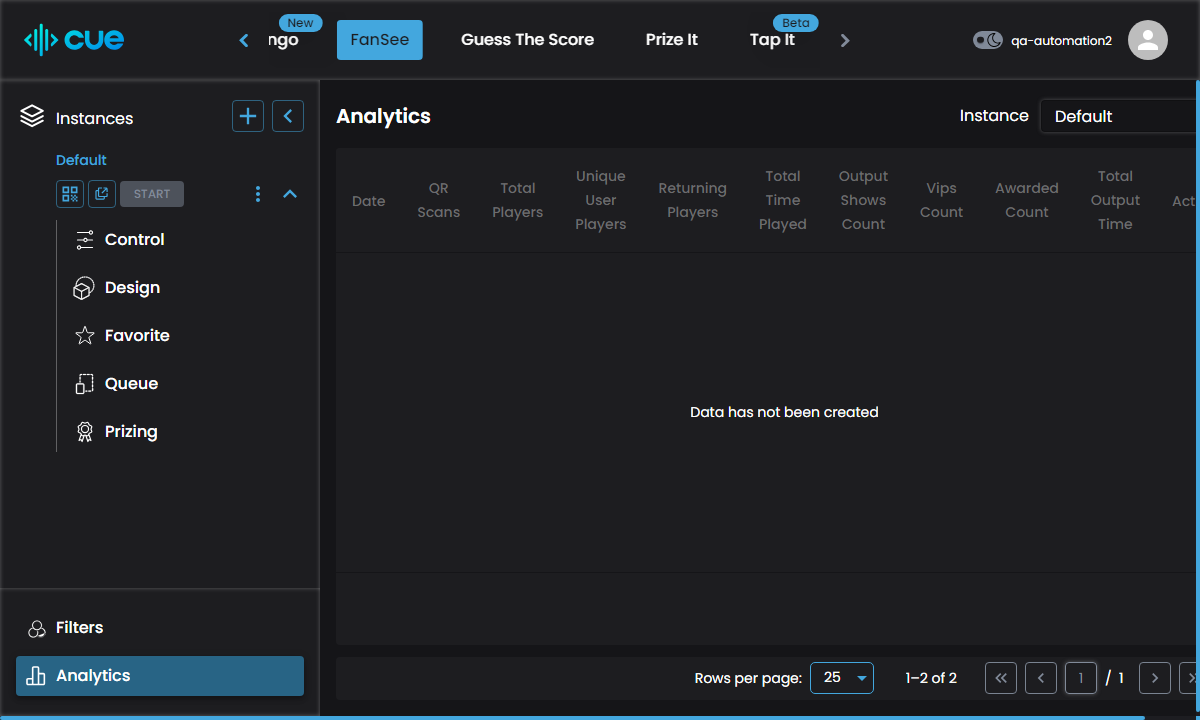 cue
ngo
New
FanSee
Guess The Score
Prize It
Tap It
Beta
qa-automation2
Instances
Default
START
Control
Design
Favorite
Queue
Prizing
Filters
Analytics
Analytics
Instance
Default
Date
QR
Scans
Total
Players
Unique
User
Players
Returning
Players
Total
Time
Played
Output
Shows
Count
Vips
Count
Awarded
Count
Total
Output
Time
Act
Data has not been created
Rows per page:
25
1–2 of 2
1
/ 1